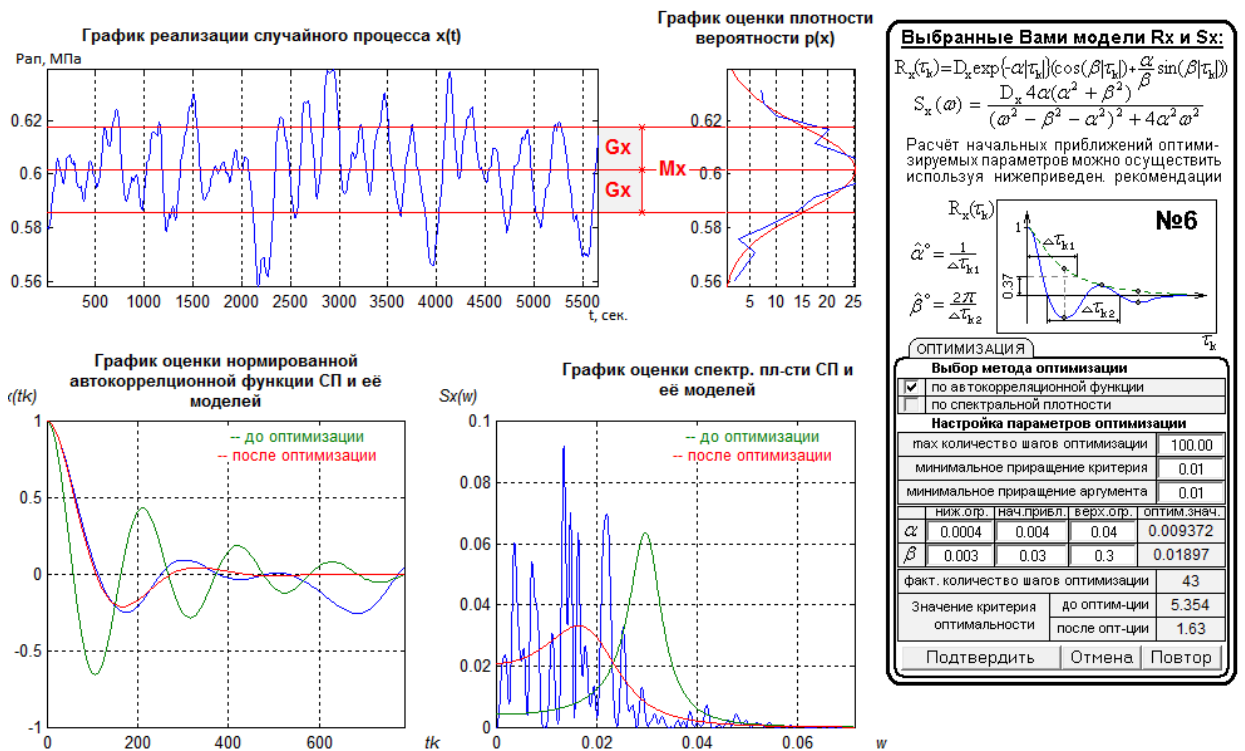 График реализации случайного процесса x(t)
Pап, МПа
0.62
0.6
0.58
0.56
500 1000 1500 2000 2500 3000 3500 4000 4500 5000 5500
t, сек.
Gx
Mx
Gx
График оценки плотности
вероятности p(x)
0.62
0.6
0.58
0.56
5 10 15 20 25
График оценки нормированной
автокоррелционной функции СП и её
моделей
x(tk)
1
0.5
0
-0.5
-1
0 200 400 600
tk
-- до оптимизации
-- после оптимизации
График оценки спектр. пл-сти СП и
её моделей
Sx(w)
0.1
0.08
0.06
0.04
0.02
0
0 0.02 0.04 0.06
w
-- до оптимизации
-- после оптимизации
Выбранные Вами модели Rx и Sx:
Rₓ(τₖ)=Dₓexp{-α|τₖ|}(cos(β|τₖ|)+α/β sin(β|τₖ|))
Sₓ(ω) = Dₓ4α(α² + β²) / ((ω² − β² − α²)² + 4α²ω²)
Расчёт начальных приближений оптими-
зируемых параметров можно осуществить
используя нижеприведен. рекомендации
Rₓ(τₖ)
№6
1
0.37
Δτₖ₁
Δτₖ₂
τₖ
α̂° = 1/Δτₖ₁
β̂° = 2π/Δτₖ₂
ОПТИМИЗАЦИЯ
Выбор метода оптимизации
по автокорреляционной функции
по спектральной плотности
Настройка параметров оптимизации
max количество шагов оптимизации 100.00
минимальное приращение критерия 0.01
минимальное приращение аргумента 0.01
ниж.огр. нач.прибл. верх.огр. оптим.знач.
α 0.0004 0.004 0.04 0.009372
β 0.003 0.03 0.3 0.01897
факт. количество шагов оптимизации 43
Значение критерия
оптимальности
до оптим-ции 5.354
после опт-ции 1.63
Подтвердить Отмена Повтор